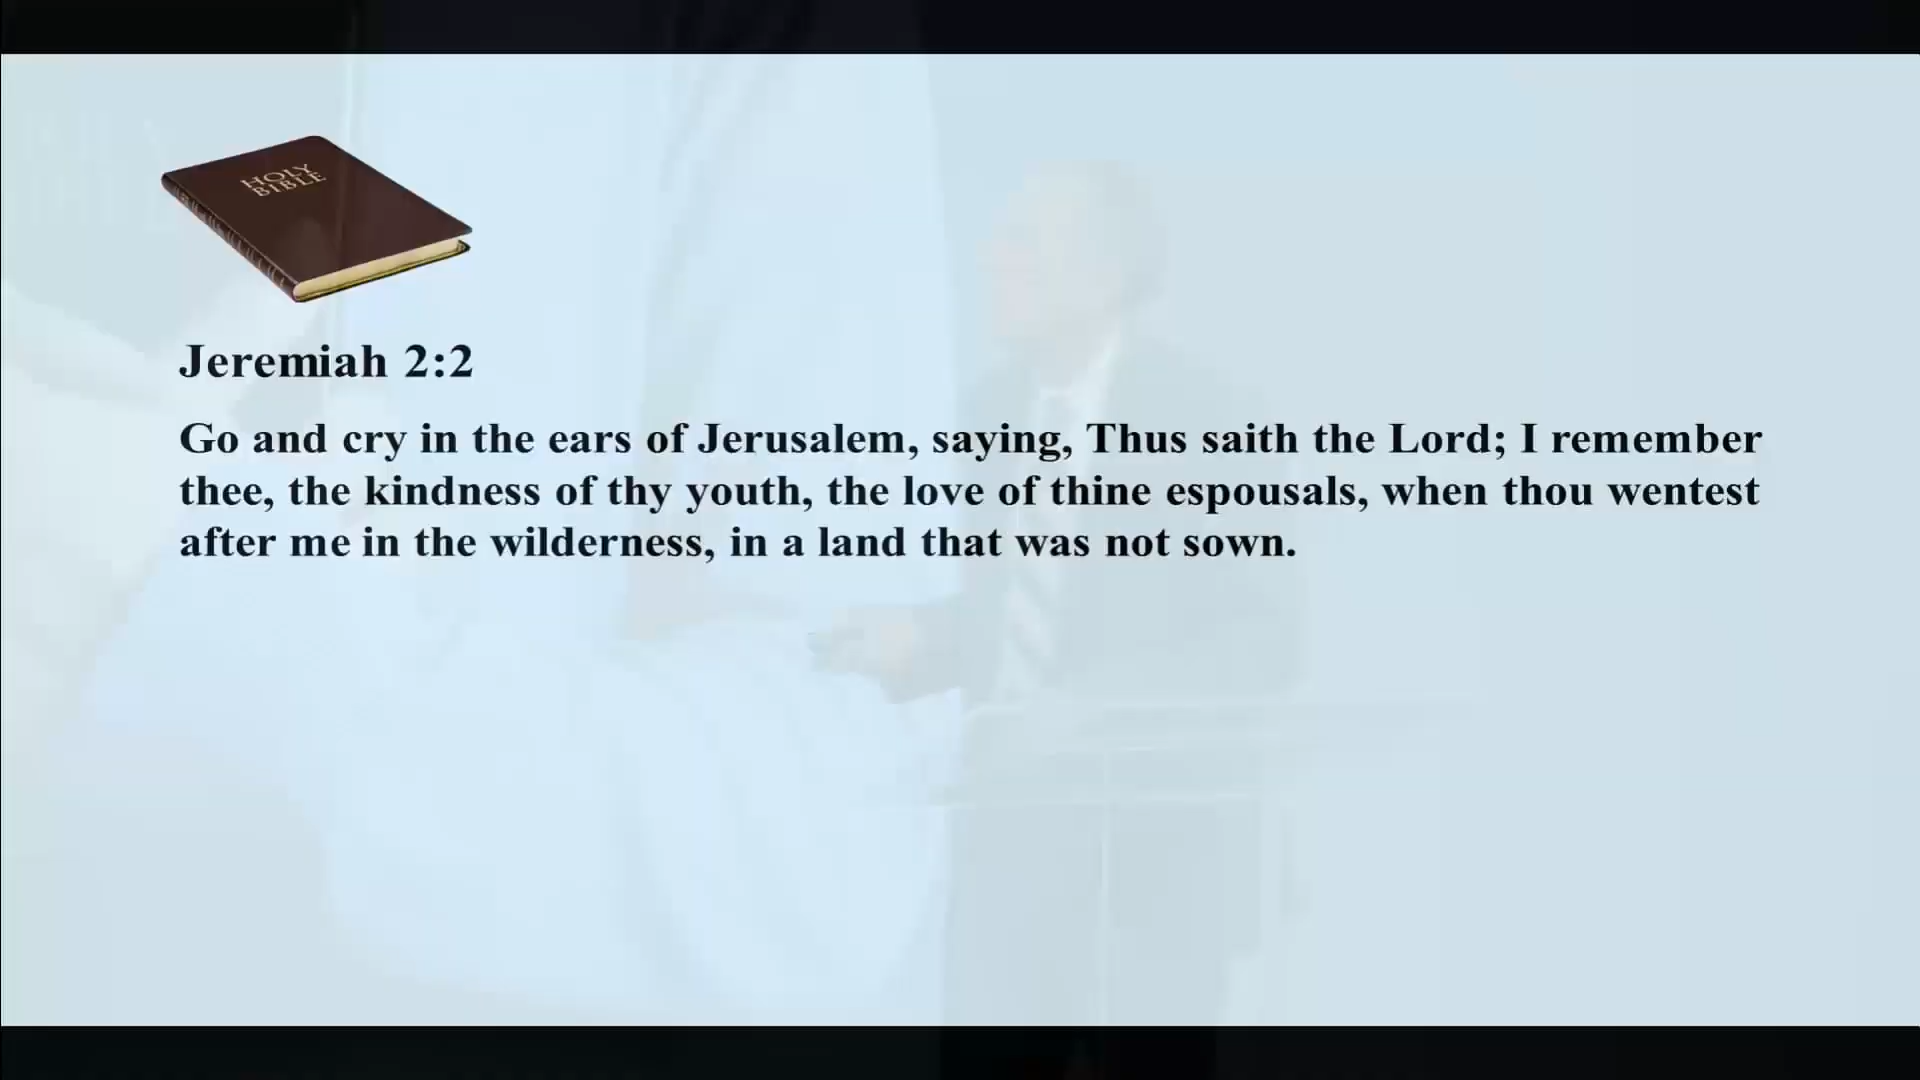 HOLY
BIBLE
Jeremiah 2:2
Go and cry in the ears of Jerusalem, saying, Thus saith the Lord; I remember
thee, the kindness of thy youth, the love of thine espousals, when thou wentest
after me in the wilderness, in a land that was not sown.